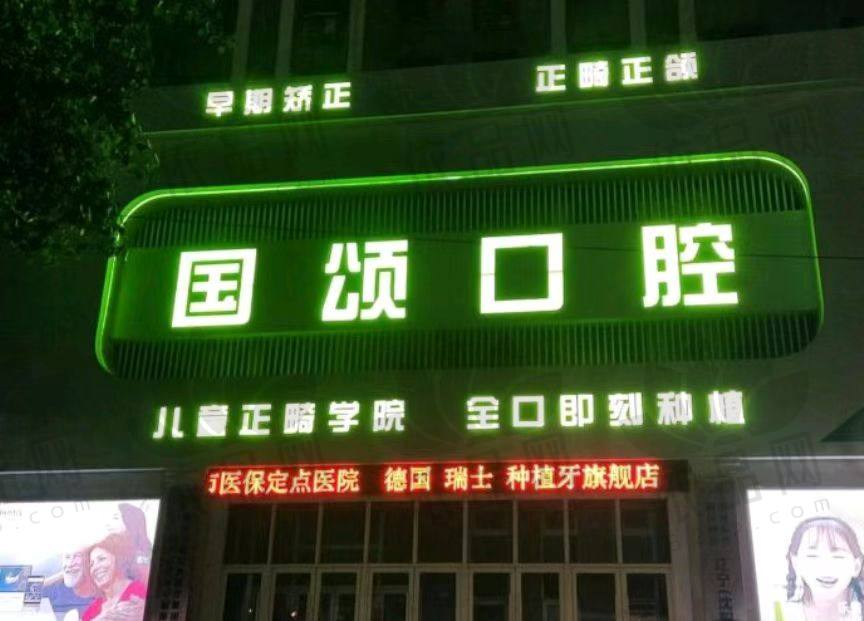 早期矫正 正畸正颌
国颂口腔
儿童正畸学院 全口即刻种植
市医保定点医院 德国 瑞士 种植牙旗舰店